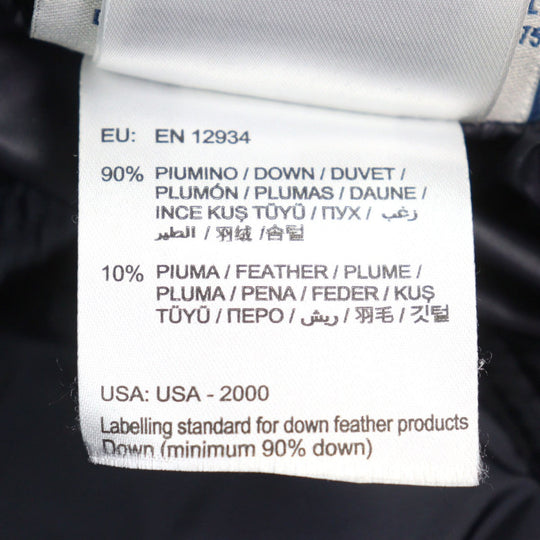 EU: EN 12934
90% PIUMINO / DOWN / DUVET /
PLUMÓN / PLUMAS / DAUNE /
INCE KUŞ TÜYÜ / ПУХ / زغب
الطير / 羽绒 / 솜털
10% PIUMA / FEATHER / PLUME /
PLUMA / PENA / FEDER / KUŞ
TÜYÜ / ПЕРО / ريش / 羽毛 / 깃털
USA: USA - 2000
Labelling standard for down feather products
Down (minimum 90% down)